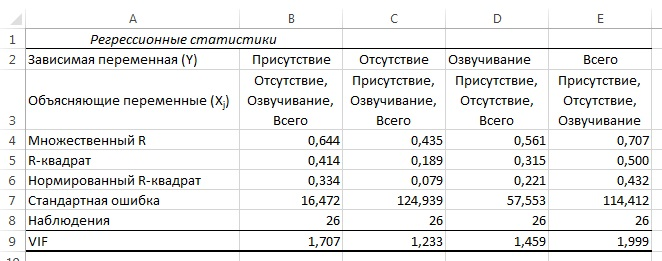 A B C D E
1 Регрессионные статистики
2 Зависимая переменная (Y) Присутствие Отсутствие Озвучивание Всего
Отсутствие, Присутствие, Присутствие, Присутствие,
Объясняющие переменные (Xj) Озвучивание, Озвучивание, Отсутствие, Отсутствие,
3 Всего Всего Всего Озвучивание
4 Множественный R 0,644 0,435 0,561 0,707
5 R-квадрат 0,414 0,189 0,315 0,500
6 Нормированный R-квадрат 0,334 0,079 0,221 0,432
7 Стандартная ошибка 16,472 124,939 57,553 114,412
8 Наблюдения 26 26 26 26
9 VIF 1,707 1,233 1,459 1,999